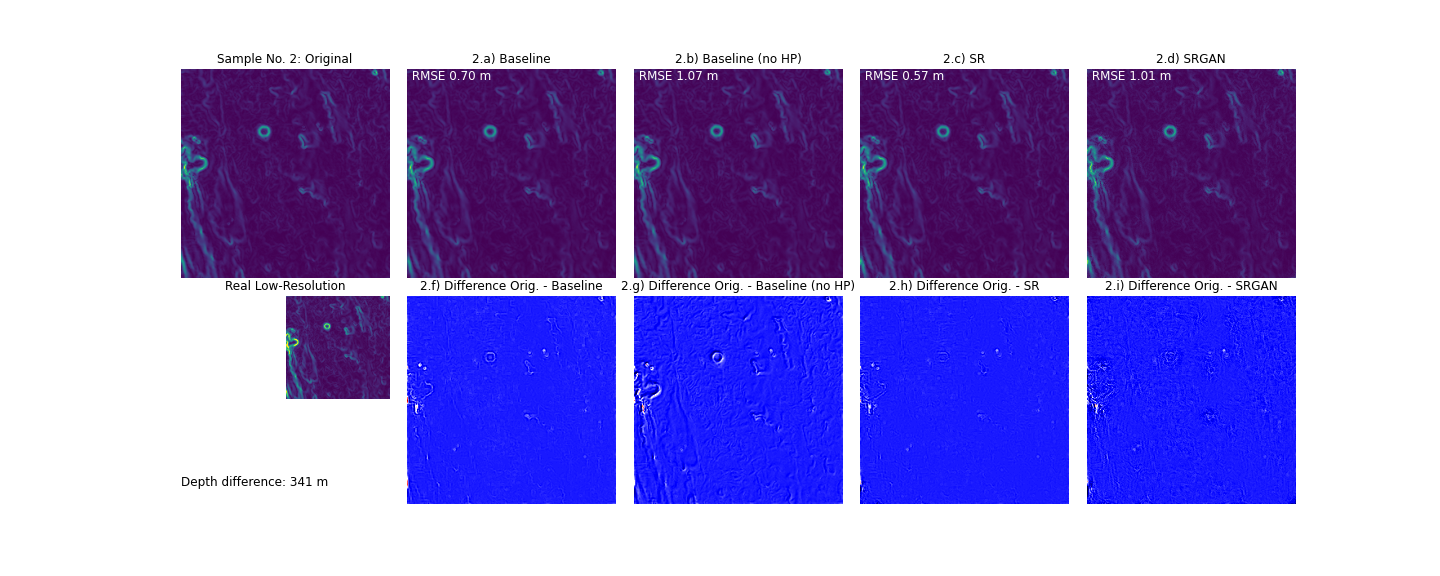 Sample No. 2: Original
2.a) Baseline
2.b) Baseline (no HP)
2.c) SR
2.d) SRGAN
RMSE 0.70 m
RMSE 1.07 m
RMSE 0.57 m
RMSE 1.01 m
Real Low-Resolution
2.f) Difference Orig. - Baseline
2.g) Difference Orig. - Baseline (no HP)
2.h) Difference Orig. - SR
2.i) Difference Orig. - SRGAN
Depth difference: 341 m